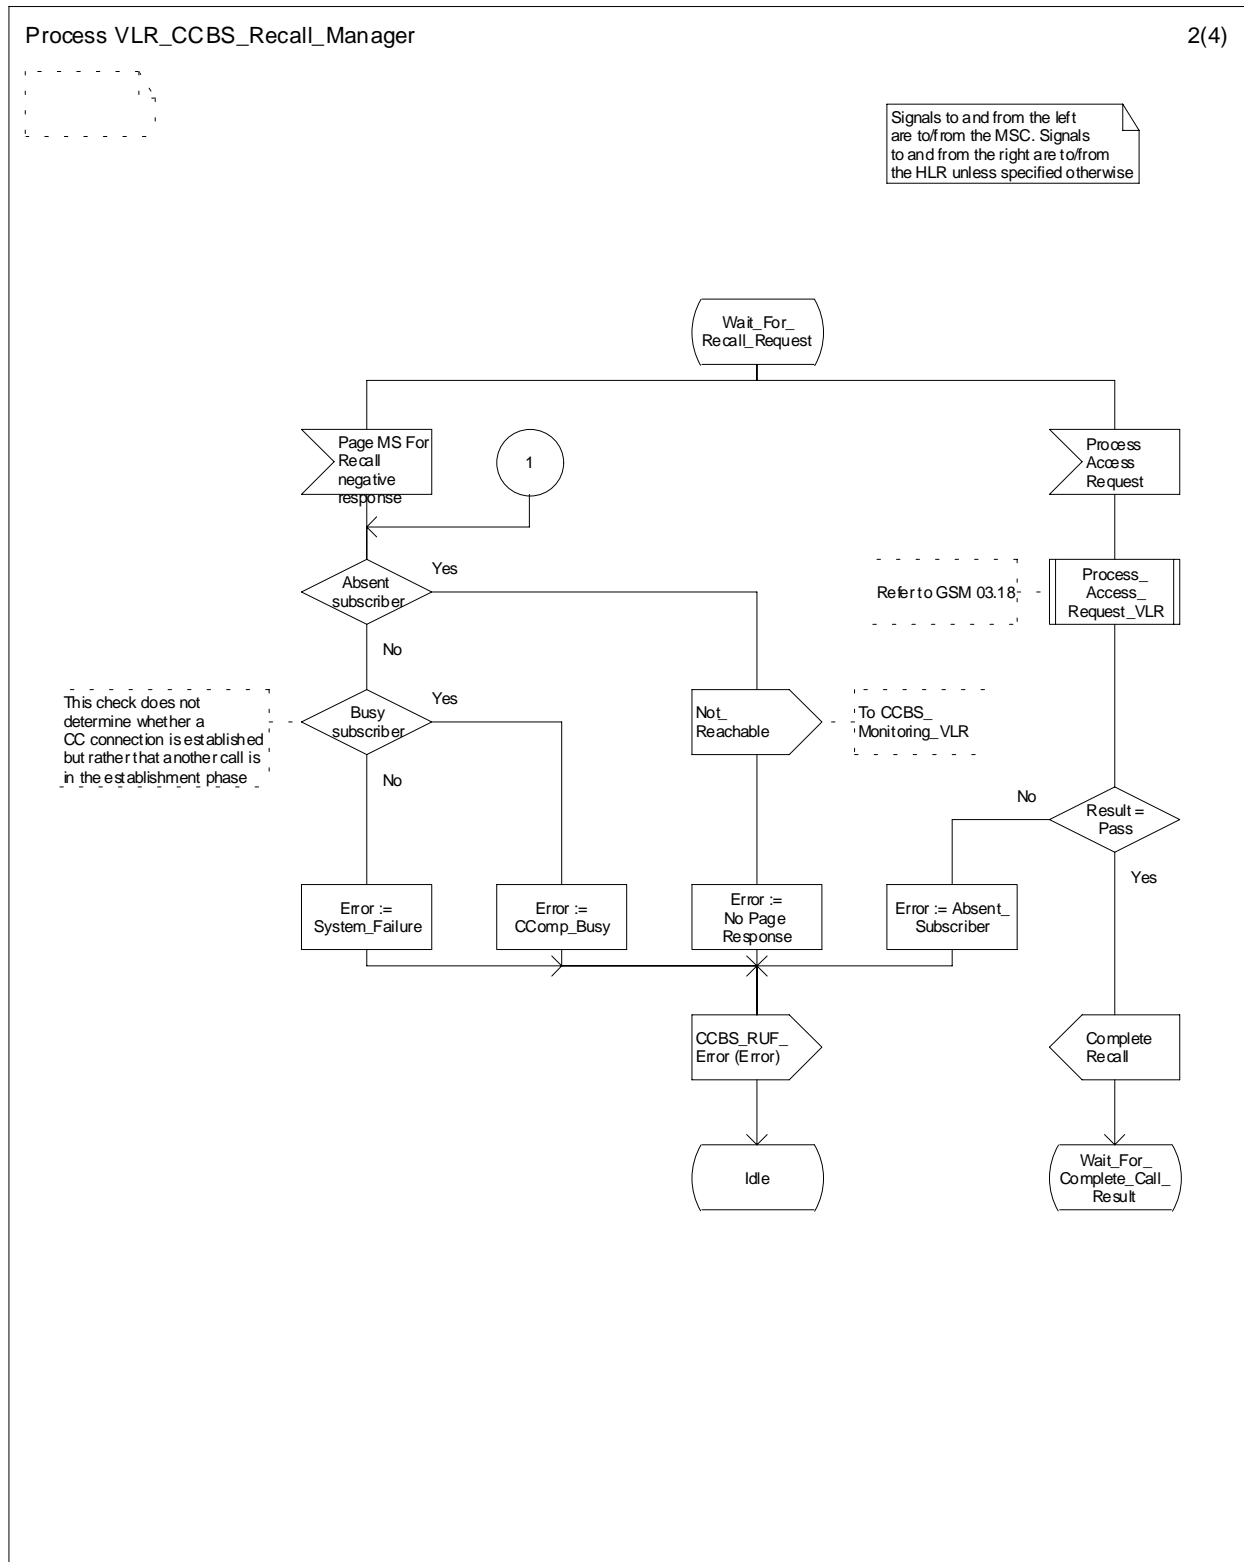 Process VLR_CCBS_Recall_Manager
2(4)
Signals to and from the left
are to/from the MSC. Signals
to and from the right are to/from
the HLR unless specified otherwise
Wait_For_
Recall_Request
Page MS For
Recall
negative
response
1
Process
Access
Request
Absent
subscriber
Yes
No
Refer to GSM 03.18
Process_
Access_
Request_VLR
This check does not
determine whether a
CC connection is established
but rather that another call is
in the establishment phase
Busy
subscriber
Yes
No
Not_
Reachable
To CCBS_
Monitoring_VLR
No
Result =
Pass
Yes
Error :=
System_Failure
Error :=
CComp_Busy
Error :=
No Page
Response
Error := Absent_
Subscriber
CCBS_RUF_
Error (Error)
Complete
Recall
Idle
Wait_For_
Complete_Call_
Result